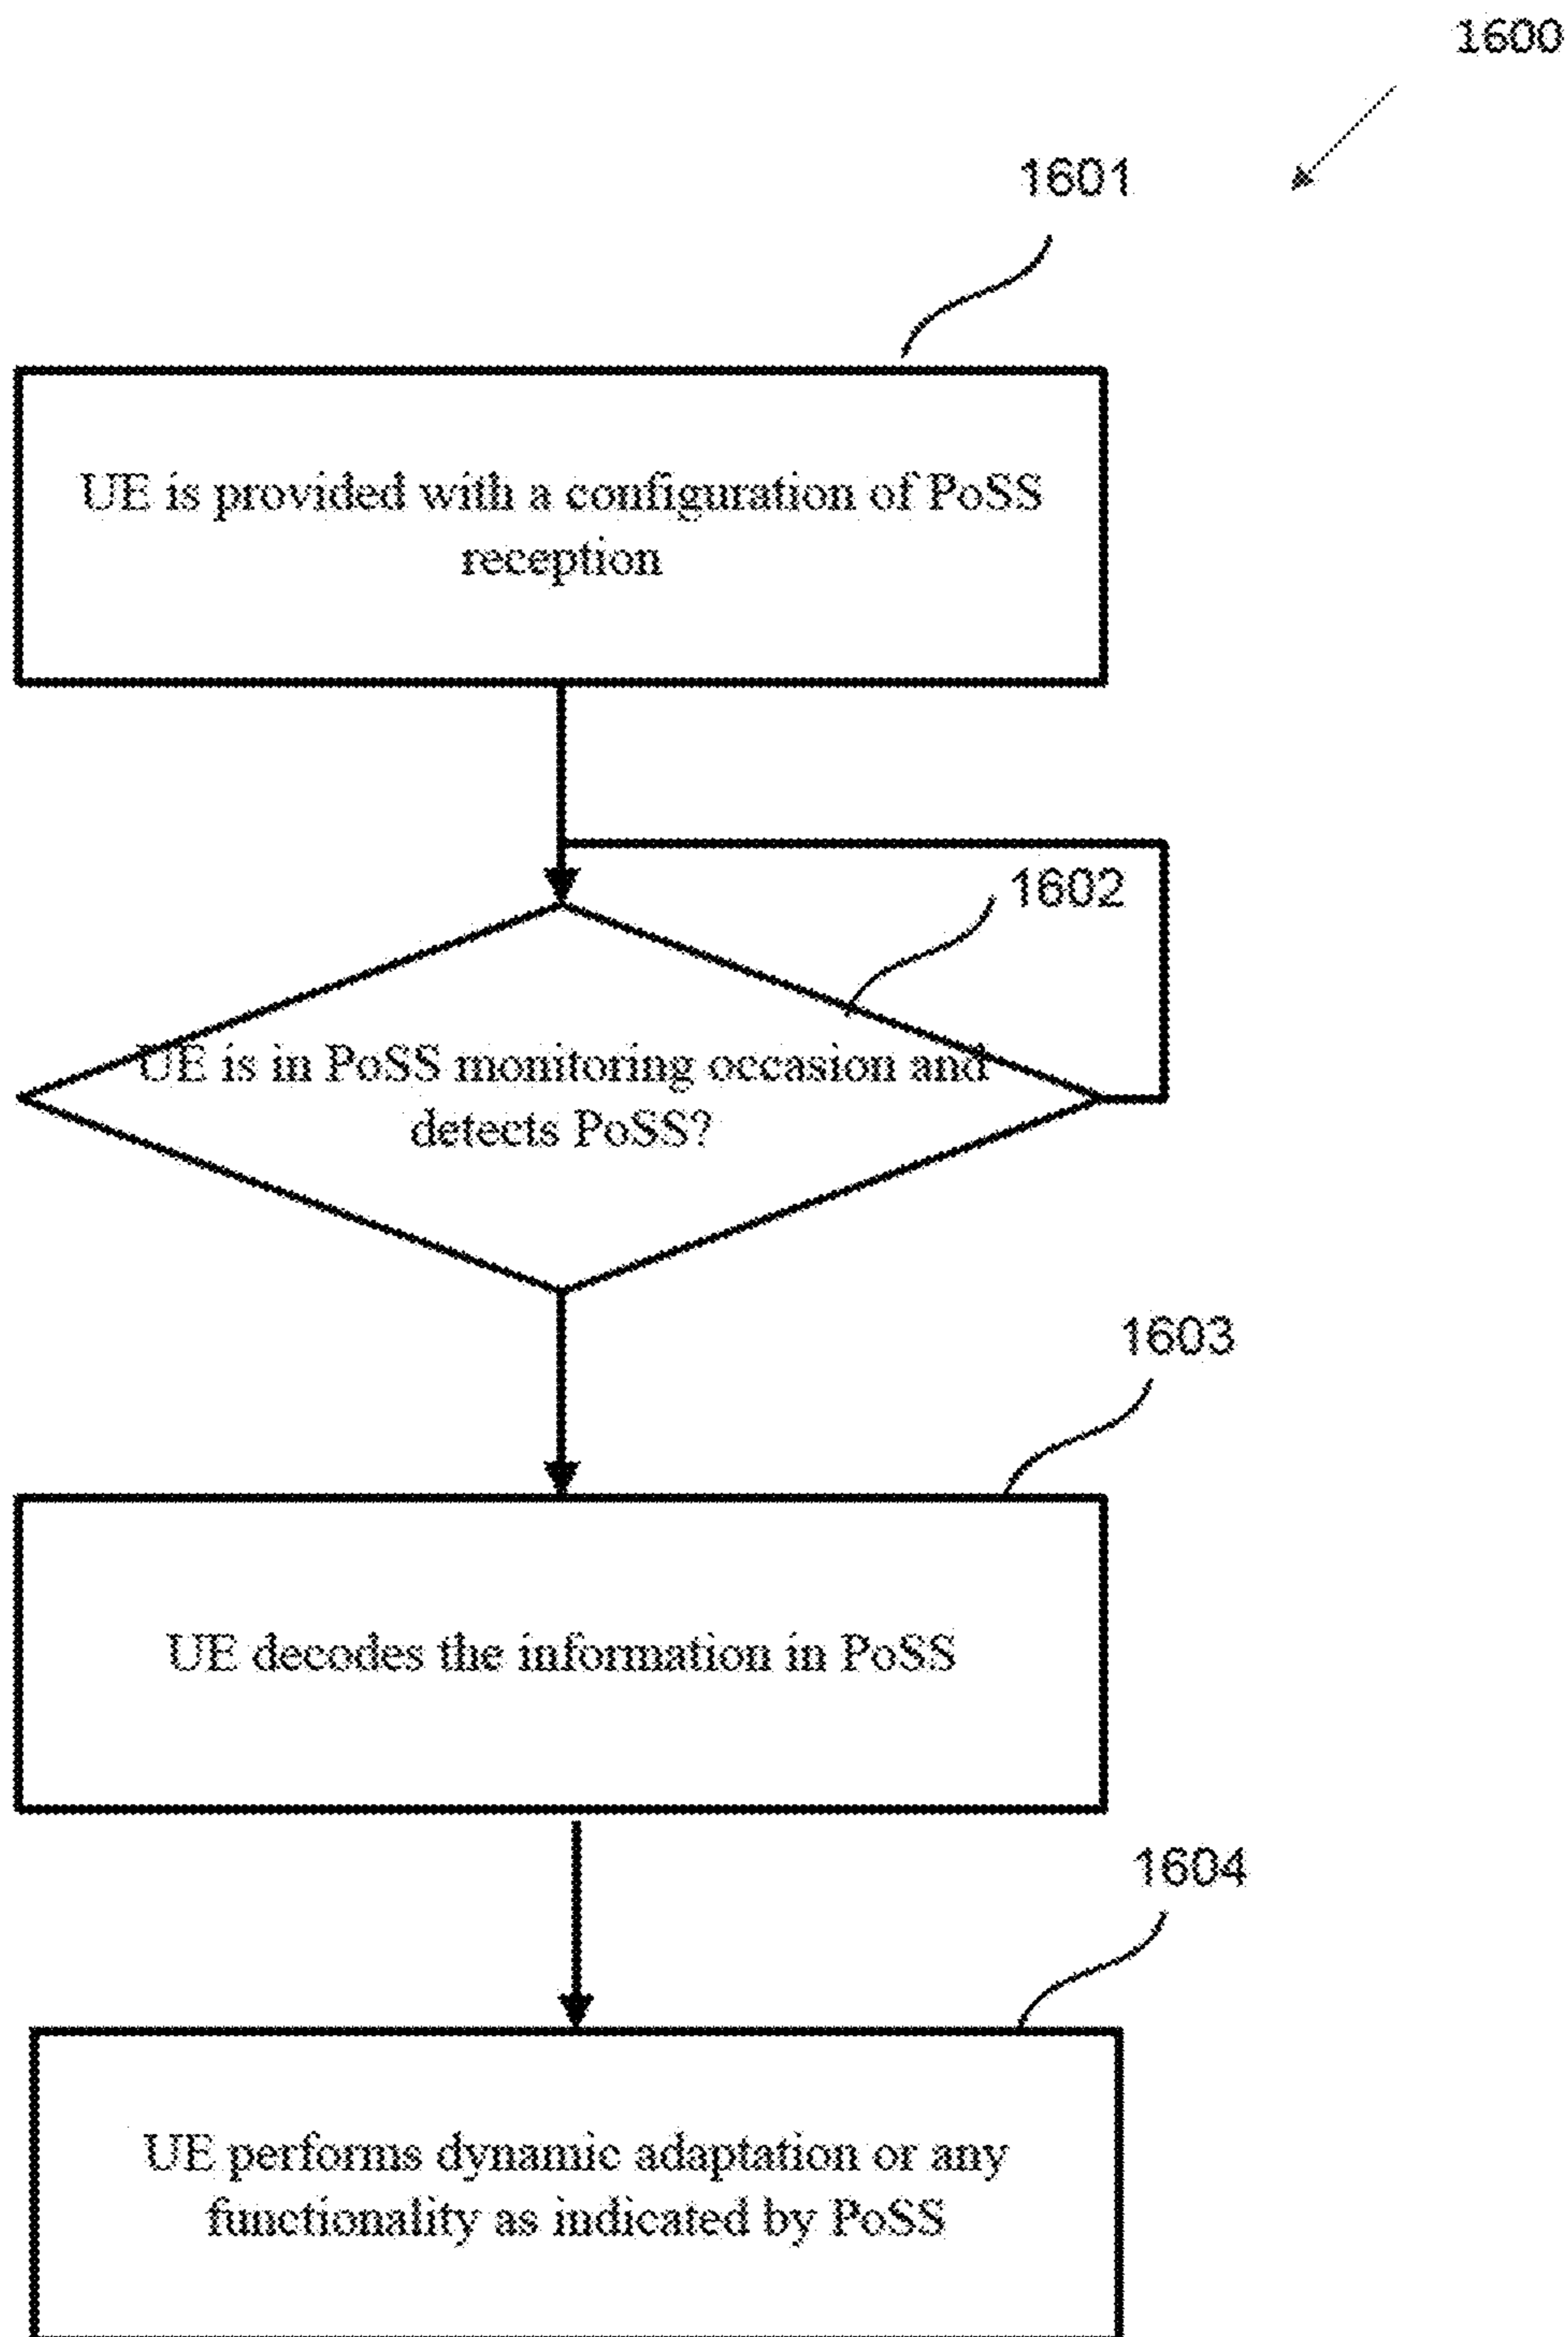 1600
1601
UE is provided with a configuration of PoSS
reception
1602
UE is in PoSS monitoring occasion and
detects PoSS?
1603
UE decodes the information in PoSS
1604
UE performs dynamic adaptation or any
functionality as indicated by PoSS